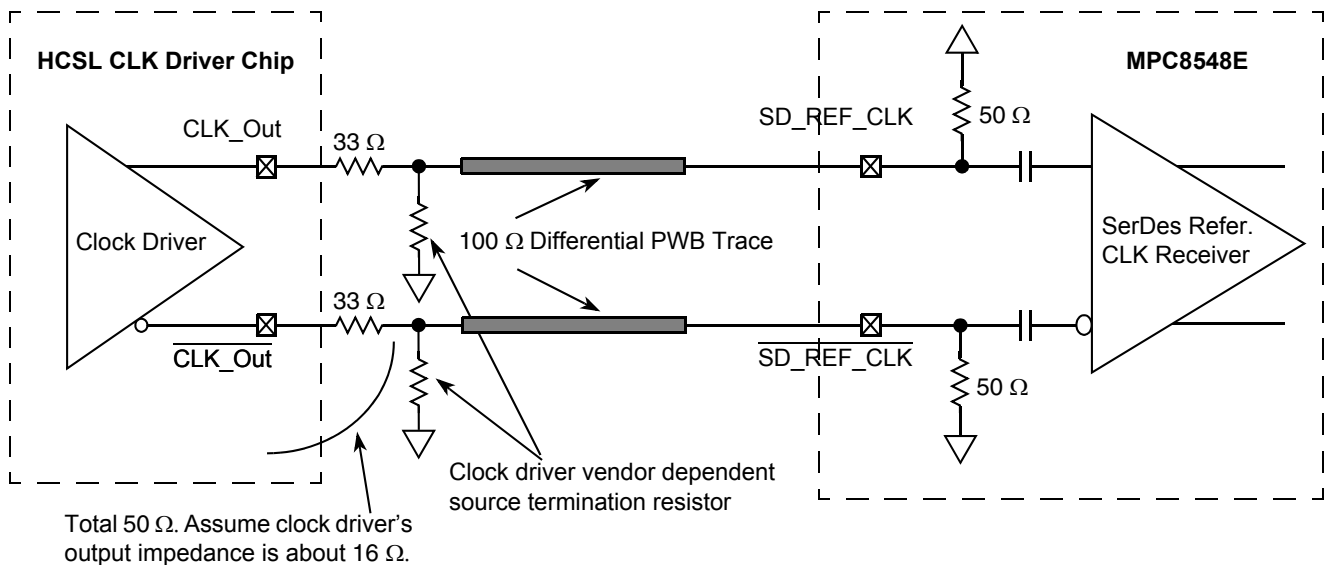 HCSL CLK Driver Chip
MPC8548E
CLK_Out
33 Ω
SD_REF_CLK
50 Ω
Clock Driver
100 Ω Differential PWB Trace
SerDes Refer.
CLK Receiver
33 Ω
CLK_Out
SD_REF_CLK
50 Ω
Clock driver vendor dependent
source termination resistor
Total 50 Ω. Assume clock driver's
output impedance is about 16 Ω.